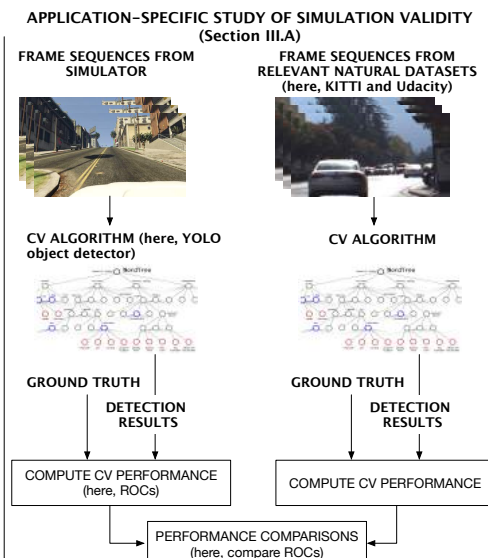 APPLICATION-SPECIFIC STUDY OF SIMULATION VALIDITY
(Section III.A)
FRAME SEQUENCES FROM
SIMULATOR
FRAME SEQUENCES FROM
RELEVANT NATURAL DATASETS
(here, KITTI and Udacity)
CV ALGORITHM (here, YOLO
object detector)
CV ALGORITHM
WordTree
WordTree
GROUND TRUTH
DETECTION
RESULTS
GROUND TRUTH
DETECTION
RESULTS
COMPUTE CV PERFORMANCE
(here, ROCs)
COMPUTE CV PERFORMANCE
PERFORMANCE COMPARISONS
(here, compare ROCs)